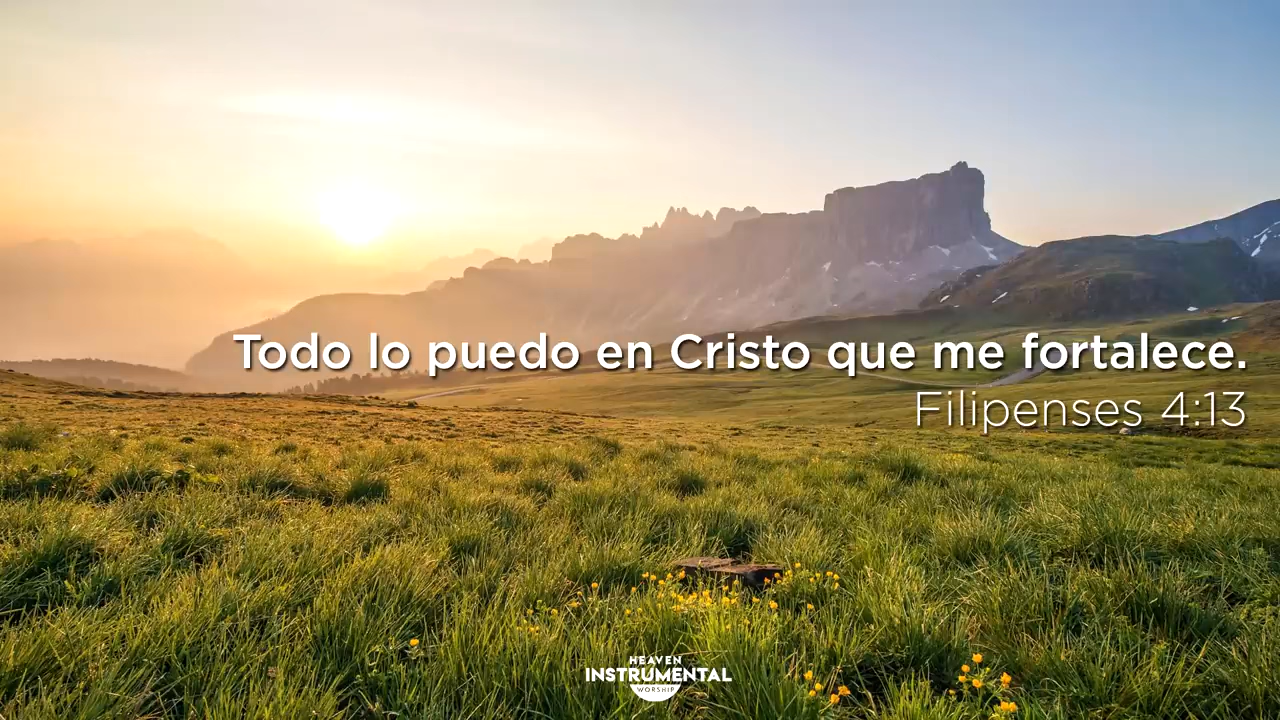 Todo lo puedo en Cristo que me fortalece.
Filipenses 4:13
HEAVEN
INSTRUMENTAL
WORSHIP